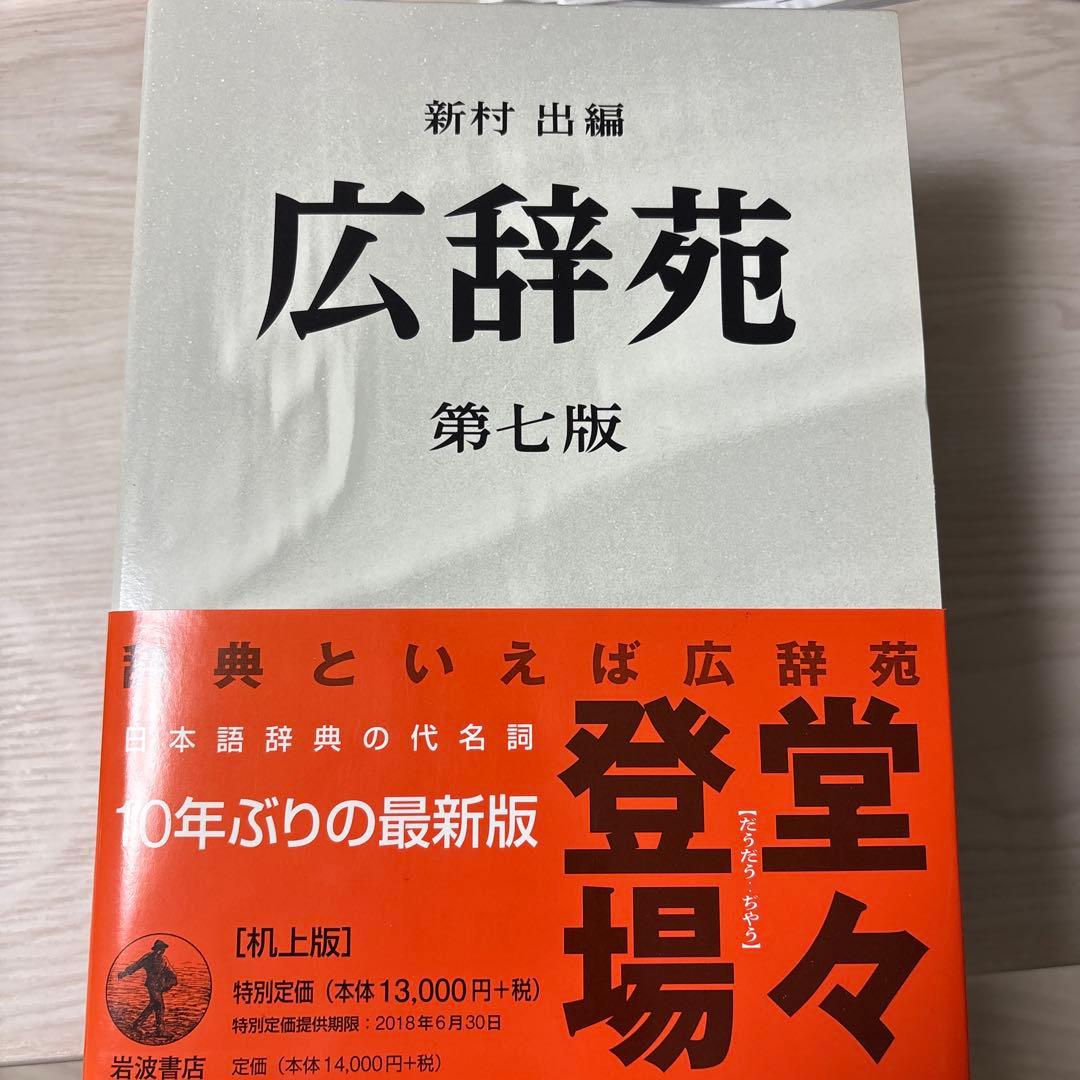 新村 出編
広辞苑
第七版
辞典といえば広辞苑
日本語辞典の代名詞
10年ぶりの最新版
堂々
登場
【だうだう‥ぢやう】
[机上版]
特別定価(本体13,000円+税)
特別定価提供期限:2018年6月30日
岩波書店
定価(本体14,000円+税)